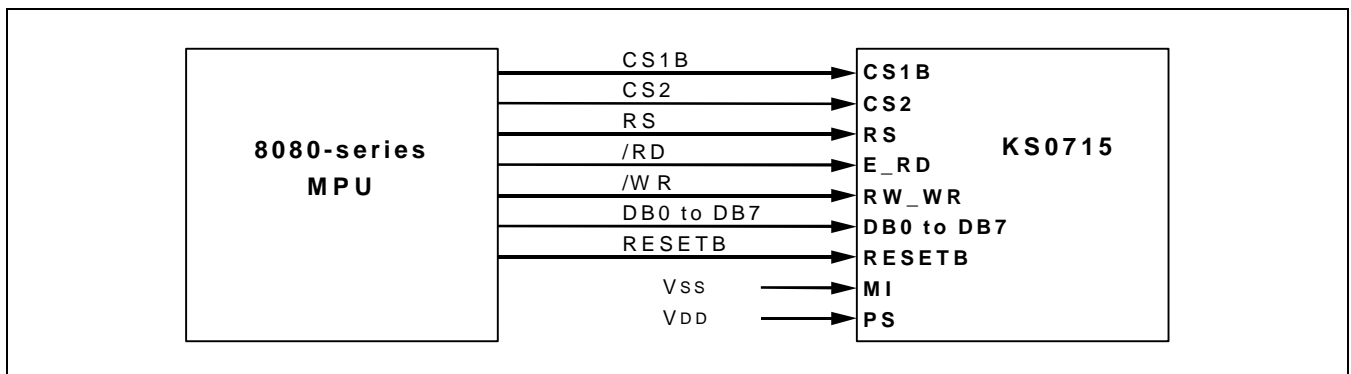 8080-series
MPU
CS1B
CS2
RS
/RD
/WR
DB0 to DB7
RESETB
VSS
VDD
CS1B
CS2
RS
E_RD
RW_WR
DB0 to DB7
RESETB
MI
PS
KS0715